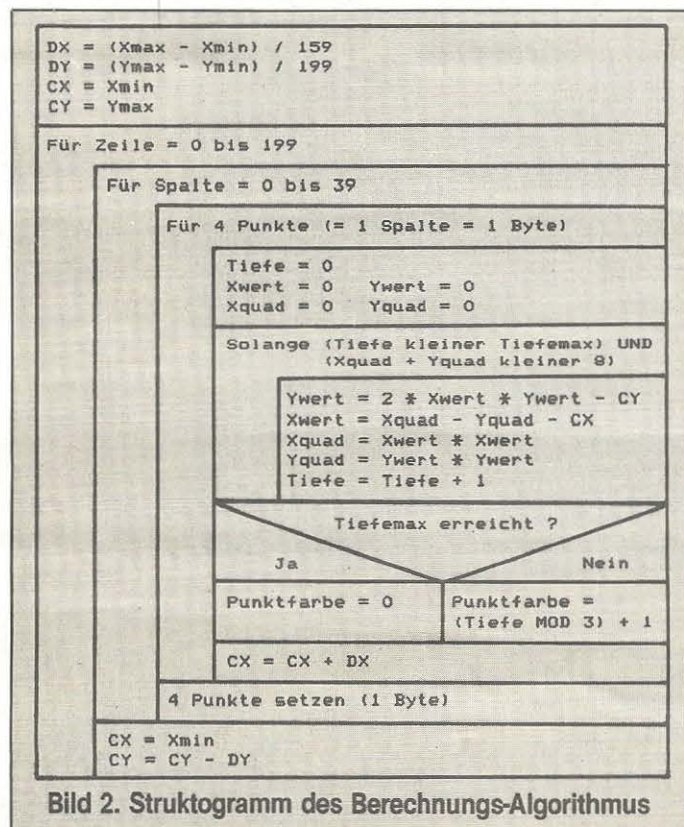 DX = (Xmax - Xmin) / 159
DY = (Ymax - Ymin) / 199
CX = Xmin
CY = Ymax
Für Zeile = 0 bis 199
Für Spalte = 0 bis 39
Für 4 Punkte (= 1 Spalte = 1 Byte)
Tiefe = 0
Xwert = 0 Ywert = 0
Xquad = 0 Yquad = 0
Solange (Tiefe kleiner Tiefemax) UND
(Xquad + Yquad kleiner 8)
Ywert = 2 * Xwert * Ywert - CY
Xwert = Xquad - Yquad - CX
Xquad = Xwert * Xwert
Yquad = Ywert * Ywert
Tiefe = Tiefe + 1
Tiefemax erreicht ?
Ja Nein
Punktfarbe = 0 Punktfarbe =
(Tiefe MOD 3) + 1
CX = CX + DX
4 Punkte setzen (1 Byte)
CX = Xmin
CY = CY - DY
Bild 2. Struktogramm des Berechnungs-Algorithmus